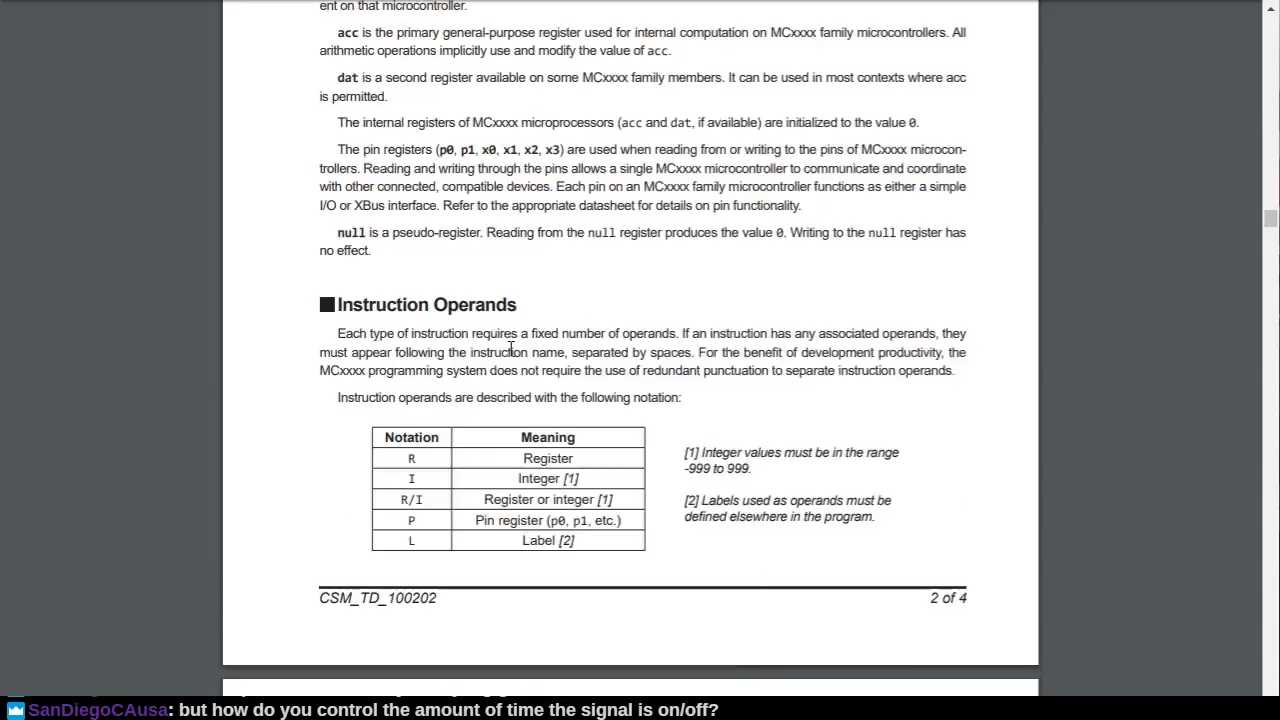 ent on that microcontroller.
acc is the primary general-purpose register used for internal computation on MCxxxx family microcontrollers. All
arithmetic operations implicitly use and modify the value of acc.
dat is a second register available on some MCxxxx family members. It can be used in most contexts where acc
is permitted.
The internal registers of MCxxxx microprocessors (acc and dat, if available) are initialized to the value 0.
The pin registers (p0, p1, x0, x1, x2, x3) are used when reading from or writing to the pins of MCxxxx microcon-
trollers. Reading and writing through the pins allows a single MCxxxx microcontroller to communicate and coordinate
with other connected, compatible devices. Each pin on an MCxxxx family microcontroller functions as either a simple
I/O or XBus interface. Refer to the appropriate datasheet for details on pin functionality.
null is a pseudo-register. Reading from the null register produces the value 0. Writing to the null register has
no effect.
Instruction Operands
Each type of instruction requires a fixed number of operands. If an instruction has any associated operands, they
must appear following the instruction name, separated by spaces. For the benefit of development productivity, the
MCxxxx programming system does not require the use of redundant punctuation to separate instruction operands.
Instruction operands are described with the following notation:
Notation Meaning
R Register
I Integer [1]
R/I Register or integer [1]
P Pin register (p0, p1, etc.)
L Label [2]
[1] Integer values must be in the range
-999 to 999.
[2] Labels used as operands must be
defined elsewhere in the program.
CSM_TD_100202 2 of 4
SanDiegoCAusa: but how do you control the amount of time the signal is on/off?